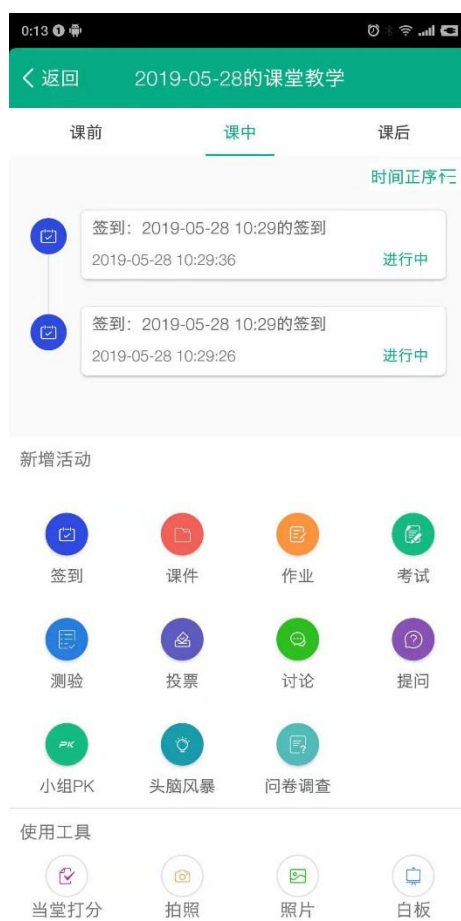 0:13
返回 2019-05-28的课堂教学
课前 课中 课后
时间正序
签到：2019-05-28 10:29的签到
2019-05-28 10:29:36 进行中
签到：2019-05-28 10:29的签到
2019-05-28 10:29:26 进行中
新增活动
签到 课件 作业 考试
测验 投票 讨论 提问
PK
小组PK 头脑风暴 问卷调查
使用工具
当堂打分 拍照 照片 白板